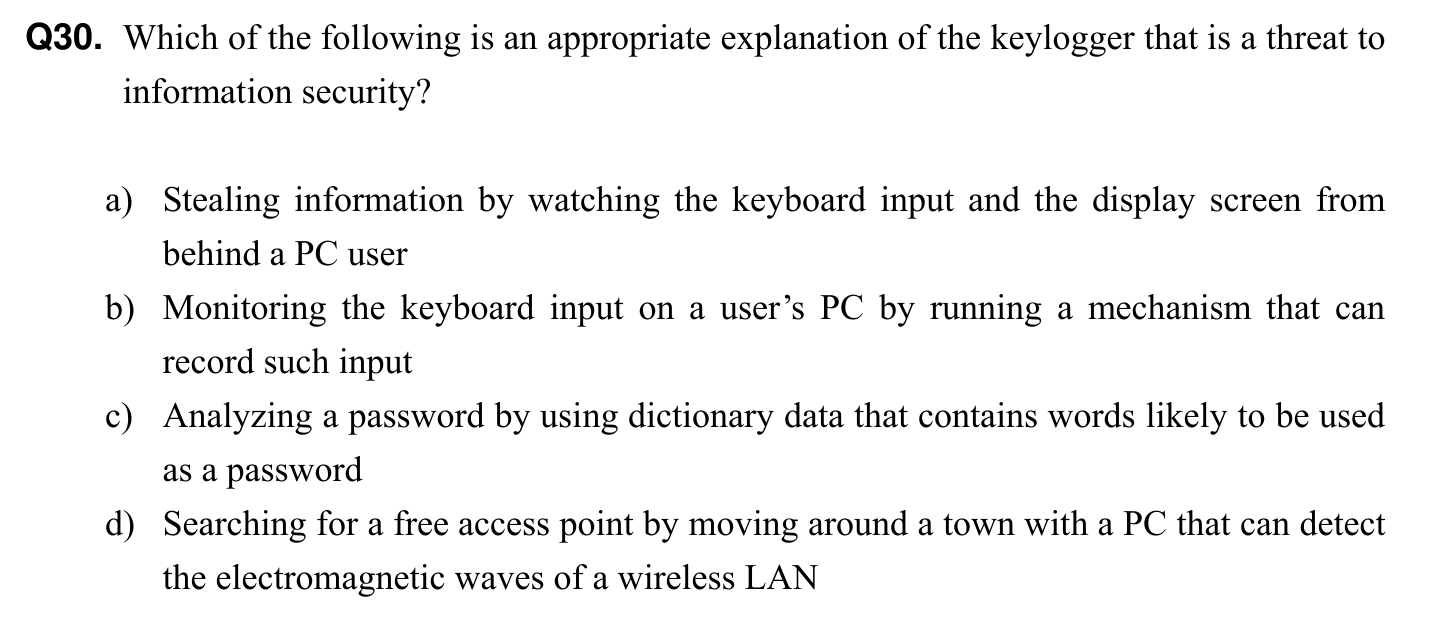 Q30. Which of the following is an appropriate explanation of the keylogger that is a threat to
information security?
a) Stealing information by watching the keyboard input and the display screen from
behind a PC user
b) Monitoring the keyboard input on a user’s PC by running a mechanism that can
record such input
c) Analyzing a password by using dictionary data that contains words likely to be used
as a password
d) Searching for a free access point by moving around a town with a PC that can detect
the electromagnetic waves of a wireless LAN